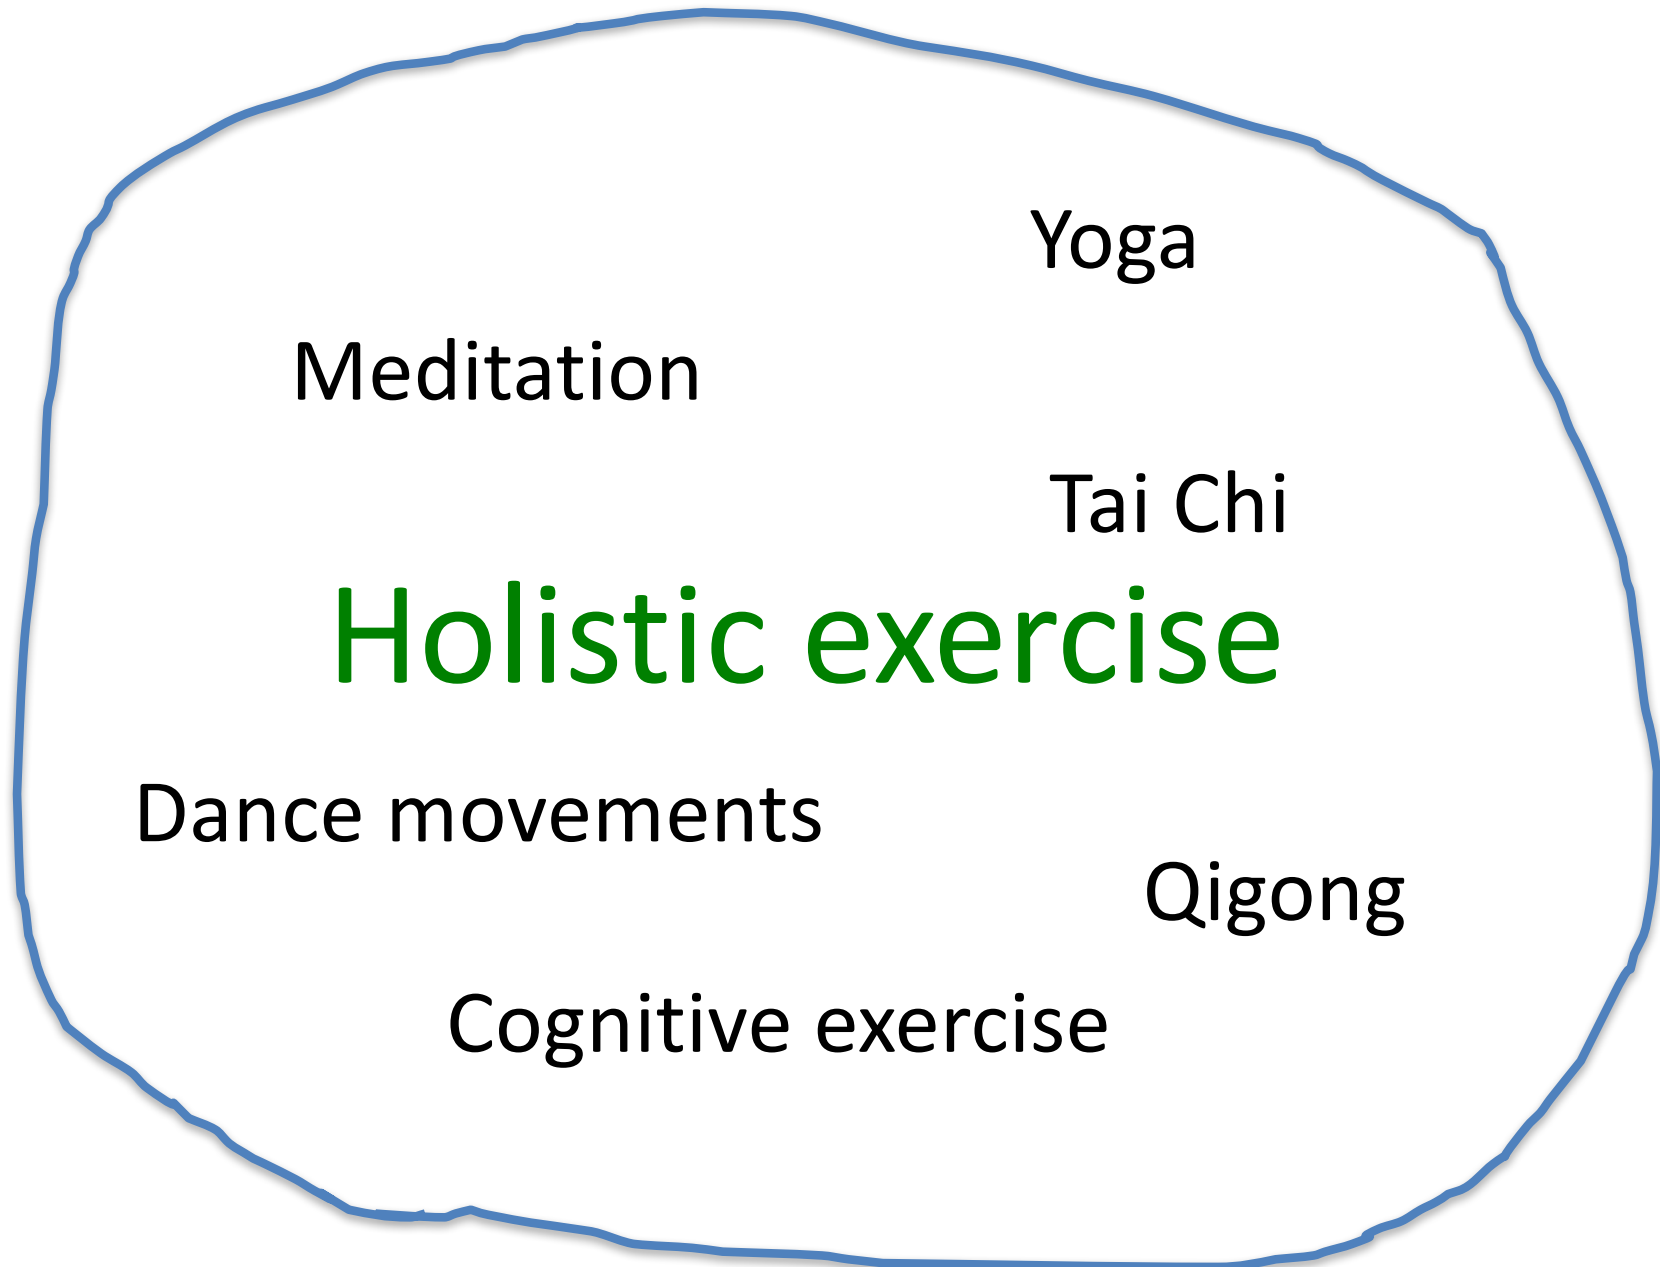 Yoga
Meditation
Tai Chi
Holistic exercise
Dance movements
Qigong
Cognitive exercise